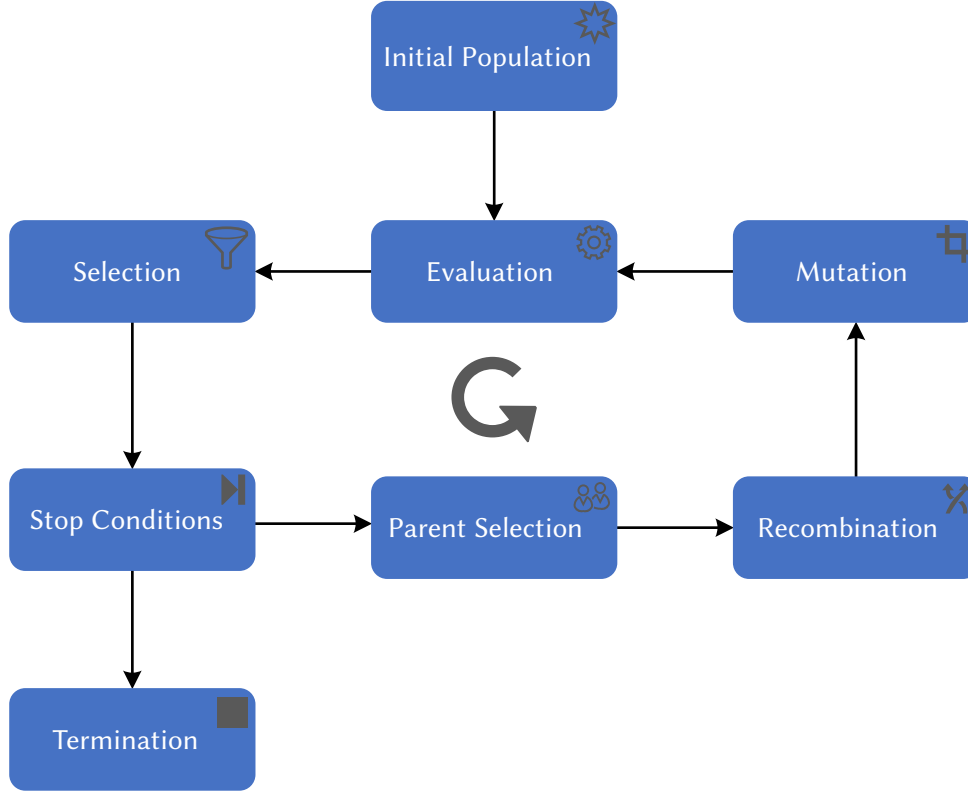 Initial Population
Selection
Evaluation
Mutation
Stop Conditions
Parent Selection
Recombination
Termination